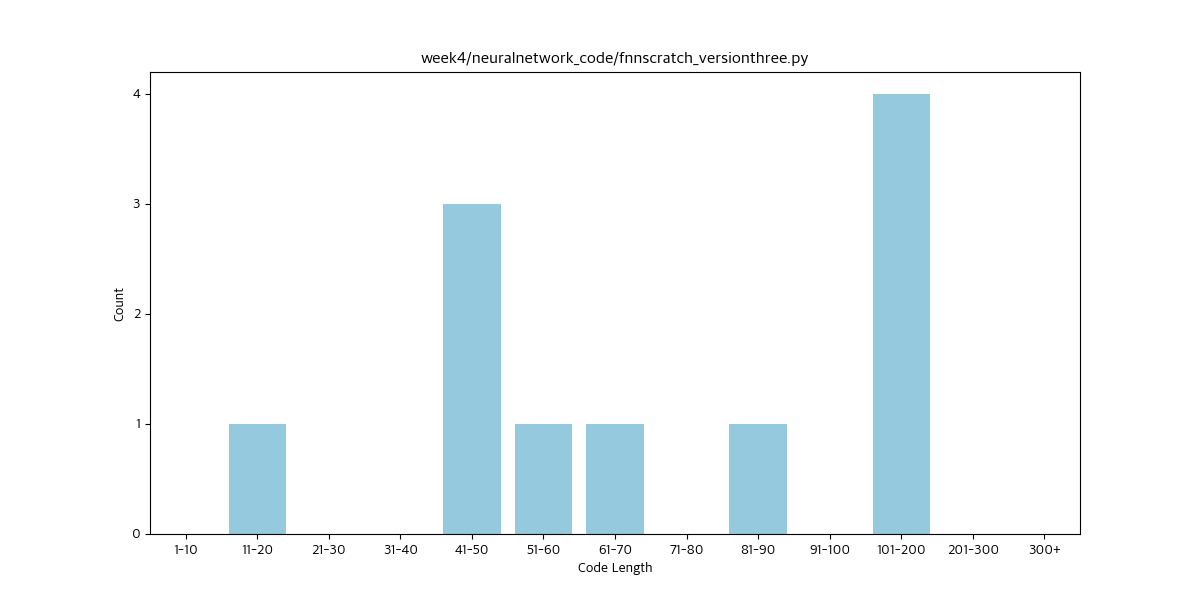 week4/neuralnetwork_code/fnnscratch_versionthree.py
4
3
2
1
0
Count
1-10 11-20 21-30 31-40 41-50 51-60 61-70 71-80 81-90 91-100 101-200 201-300 300+
Code Length